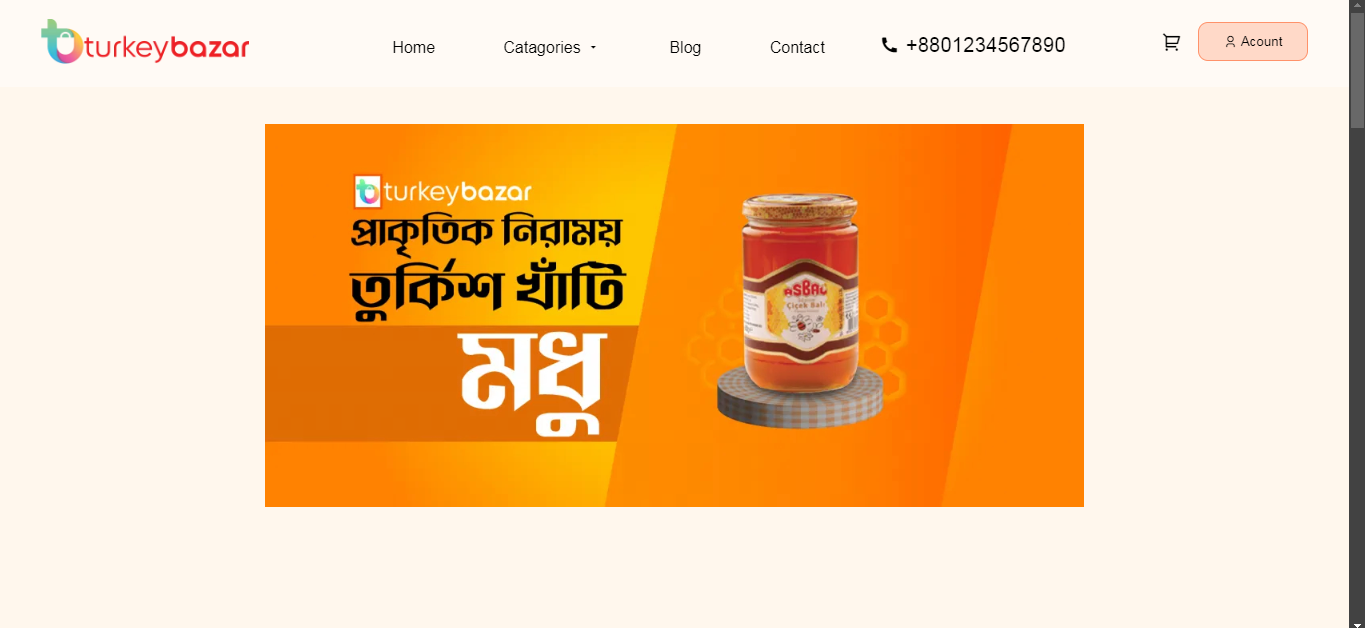 turkeybazar
Home
Catagories
Blog
Contact
+8801234567890
Acount
turkeybazar
প্রাকৃতিক নিরাময়
তুর্কিশ খাঁটি
মধু
ASBAL
Çiçek Balı